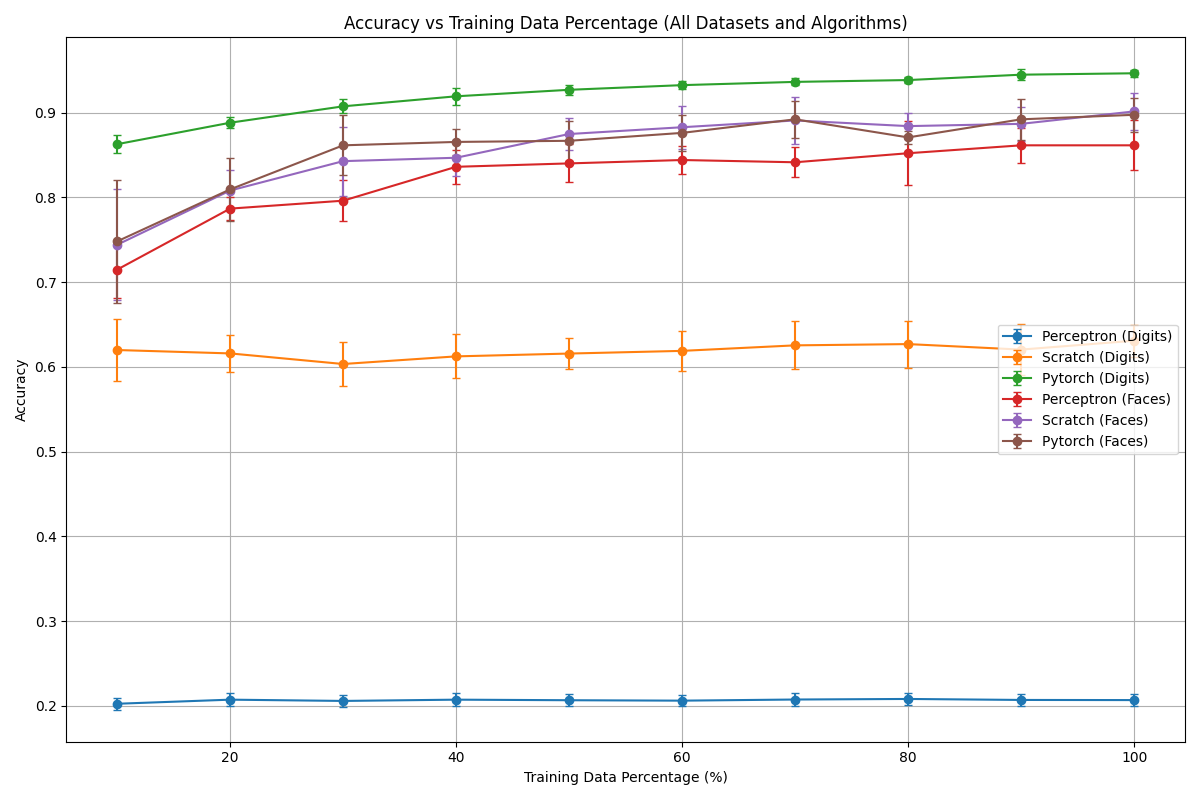 Accuracy vs Training Data Percentage (All Datasets and Algorithms)
0.9
0.8
0.7
0.6
0.5
0.4
0.3
0.2
Accuracy
Perceptron (Digits)
Scratch (Digits)
Pytorch (Digits)
Perceptron (Faces)
Scratch (Faces)
Pytorch (Faces)
20 40 60 80 100
Training Data Percentage (%)